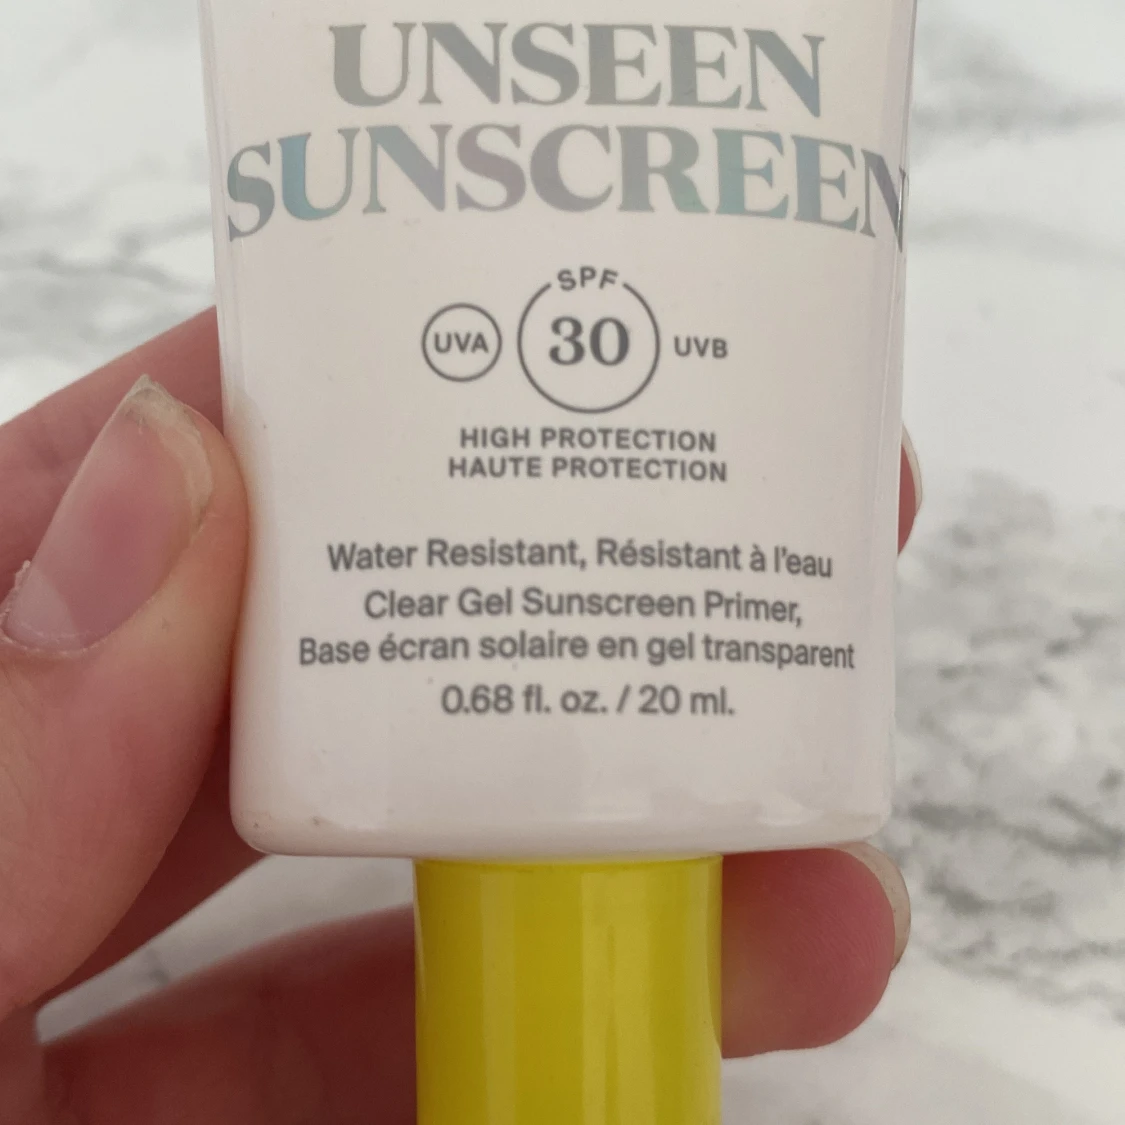 UNSEEN
SUNSCREEN
SPF
UVA 30 UVB
HIGH PROTECTION
HAUTE PROTECTION
Water Resistant, Résistant à l'eau
Clear Gel Sunscreen Primer,
Base écran solaire en gel transparent
0.68 fl. oz. / 20 ml.